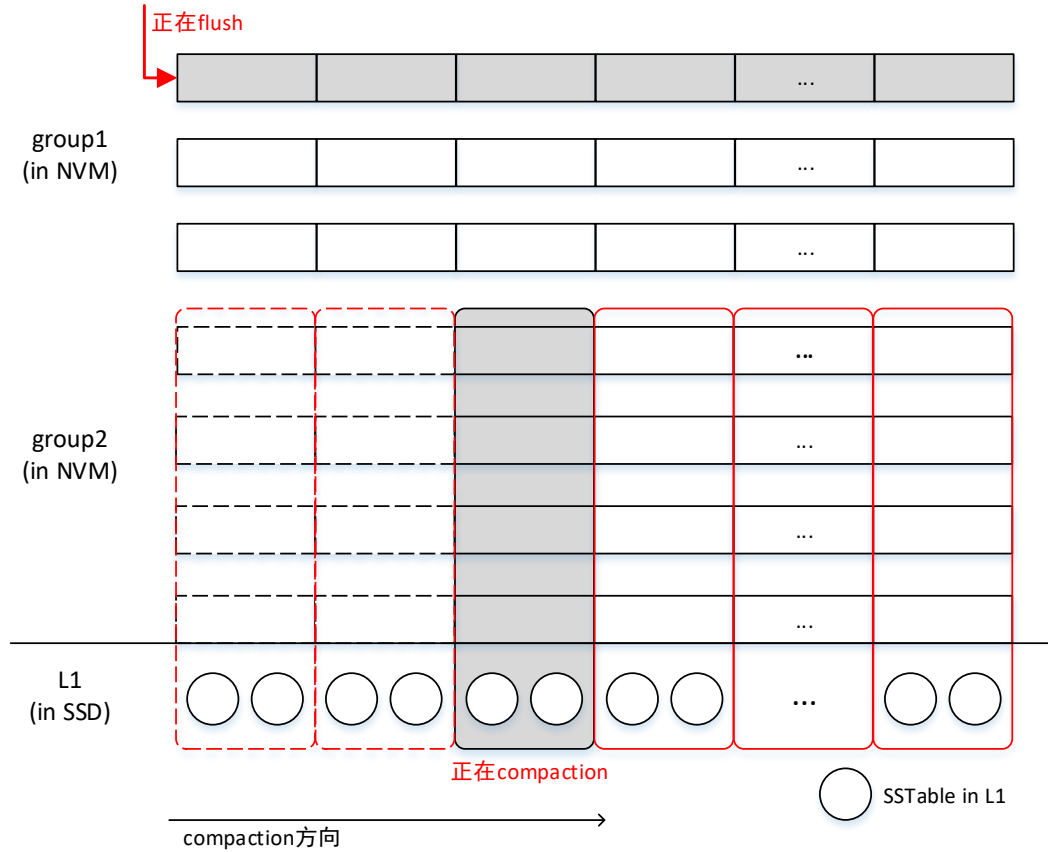 正在flush
...
group1
(in NVM)
...
...
...
group2
(in NVM)
...
...
...
L1
(in SSD)
...
正在compaction
SSTable in L1
compaction方向